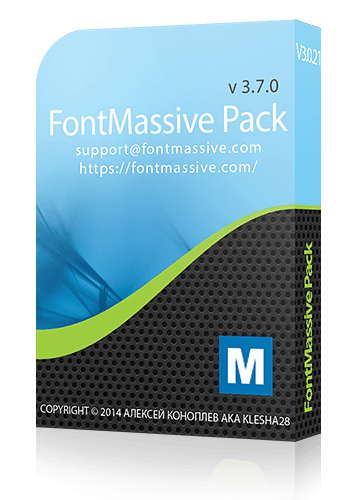 v 3.7.0
FontMassive Pack
support@fontmassive.com
https://fontmassive.com/
M
COPYRIGHT © 2014 АЛЕКСЕЙ КОНОПЛЕВ AKA KLESHA28
V3.0.21
FontMassive Pack